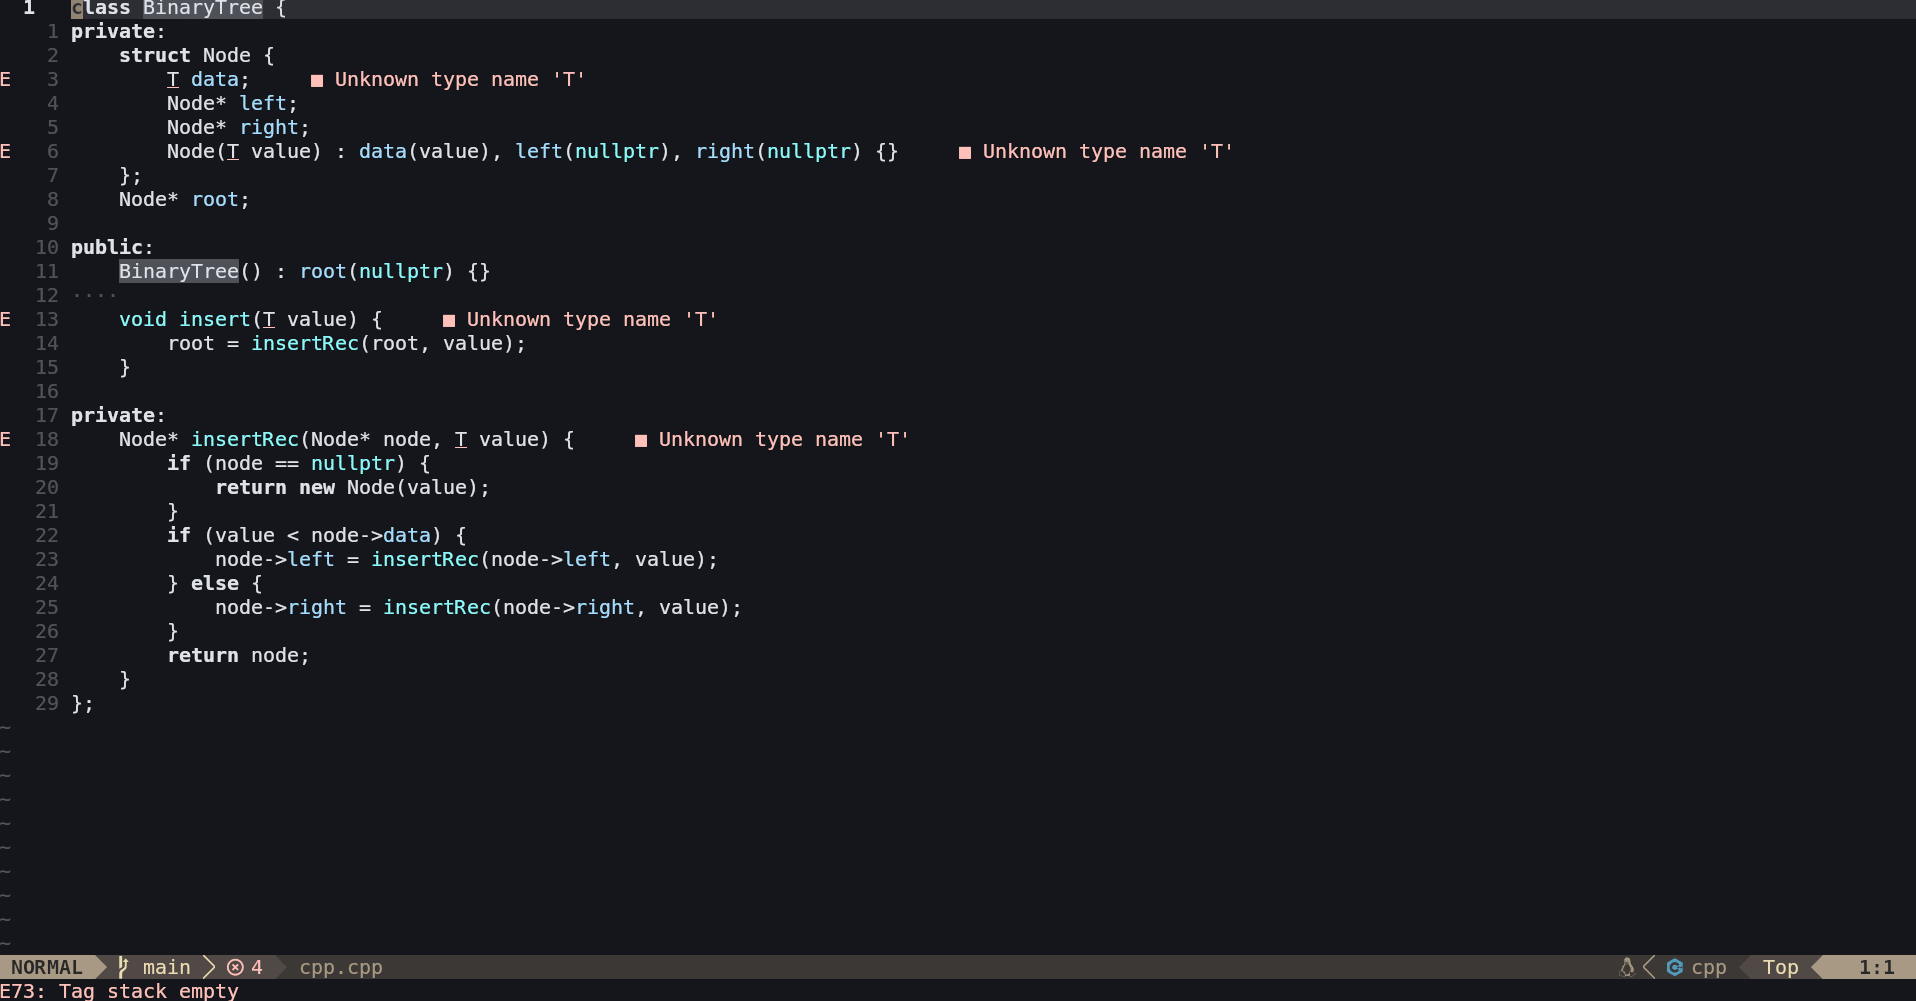 1 class BinaryTree {
1 private:
2     struct Node {
E 3         T data;     ■ Unknown type name 'T'
4         Node* left;
5         Node* right;
E 6         Node(T value) : data(value), left(nullptr), right(nullptr) {}     ■ Unknown type name 'T'
7     };
8     Node* root;
9
10 public:
11     BinaryTree() : root(nullptr) {}
12 ····
E 13     void insert(T value) {     ■ Unknown type name 'T'
14         root = insertRec(root, value);
15     }
16
17 private:
E 18     Node* insertRec(Node* node, T value) {     ■ Unknown type name 'T'
19         if (node == nullptr) {
20             return new Node(value);
21         }
22         if (value < node->data) {
23             node->left = insertRec(node->left, value);
24         } else {
25             node->right = insertRec(node->right, value);
26         }
27         return node;
28     }
29 };
~
~
~
~
~
~
~
~
~
~
NORMAL main 4 cpp.cpp cpp Top 1:1
E73: Tag stack empty